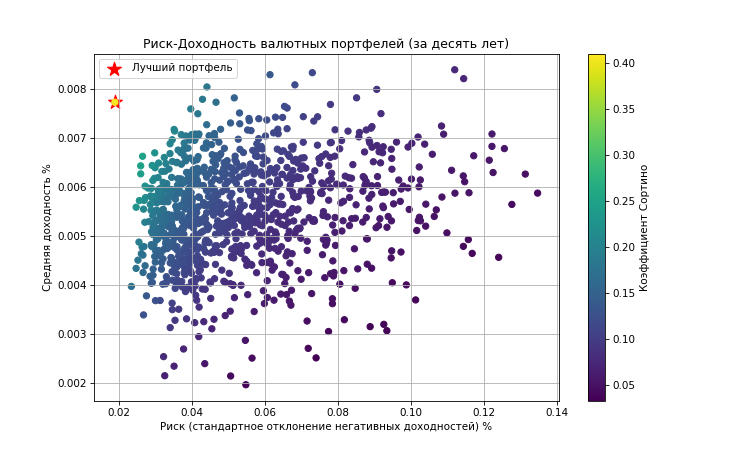 Риск-Доходность валютных портфелей (за десять лет)
Лучший портфель
Средняя доходность %
0.008
0.007
0.006
0.005
0.004
0.003
0.002
0.02 0.04 0.06 0.08 0.10 0.12 0.14
Риск (стандартное отклонение негативных доходностей) %
0.40
0.35
0.30
0.25
0.20
0.15
0.10
0.05
Коэффициент Сортино